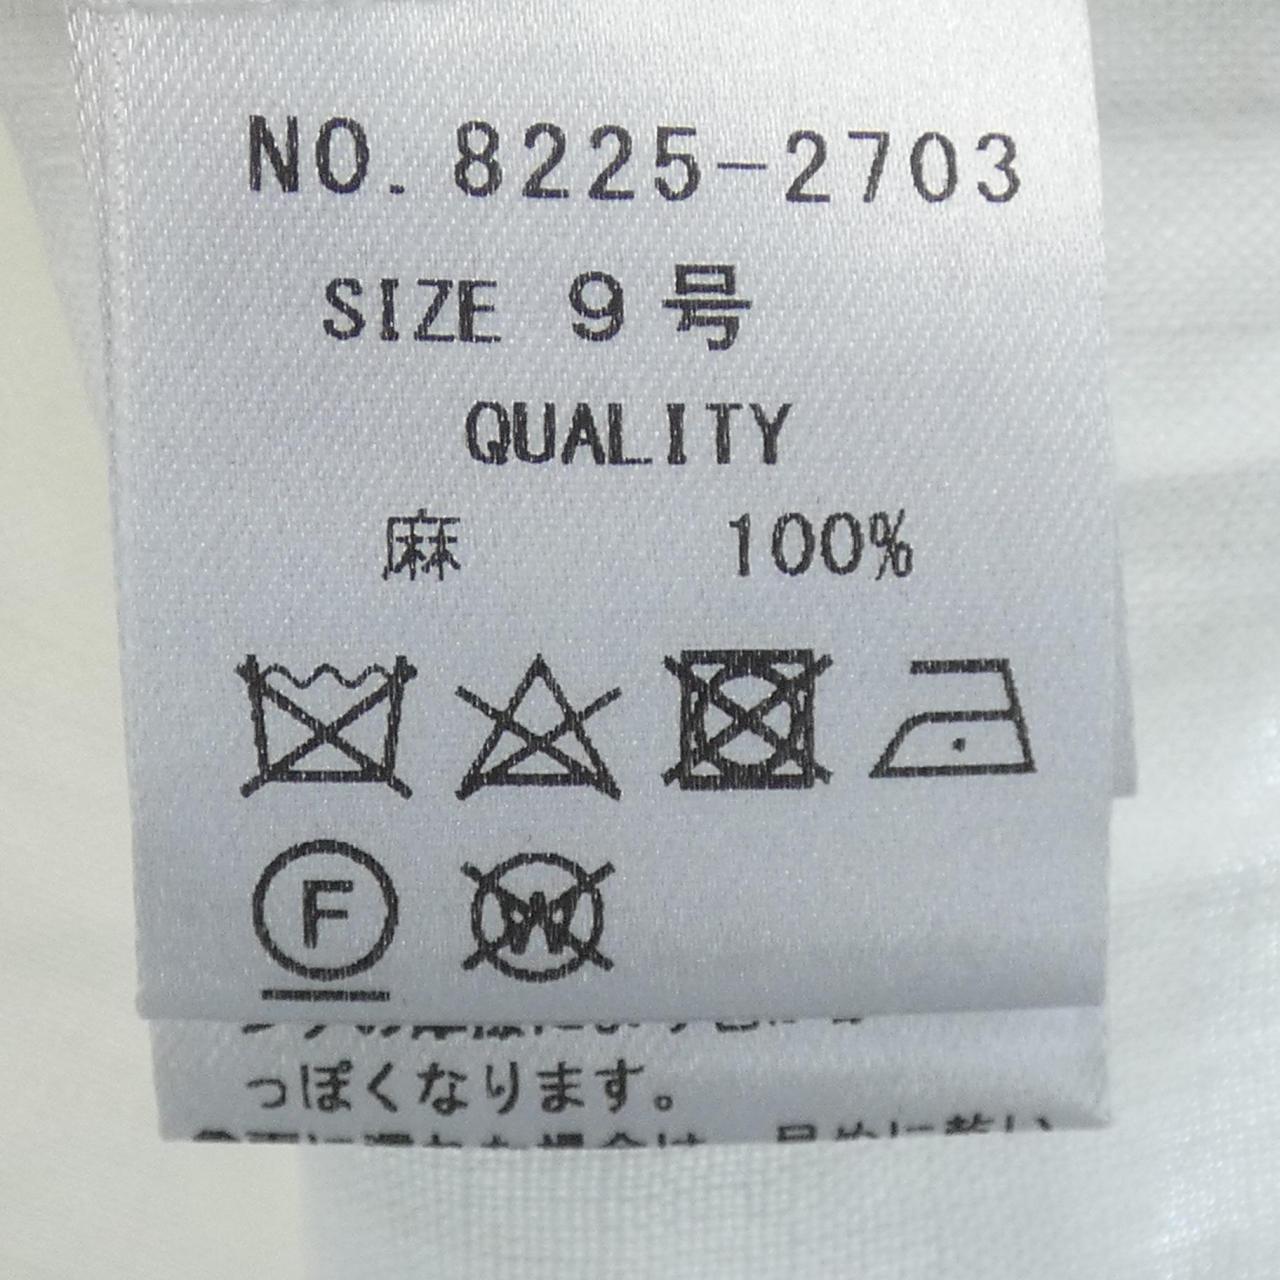 NO. 8225-2703
SIZE 9号
QUALITY
麻 100%
F
W
っぽくなります。